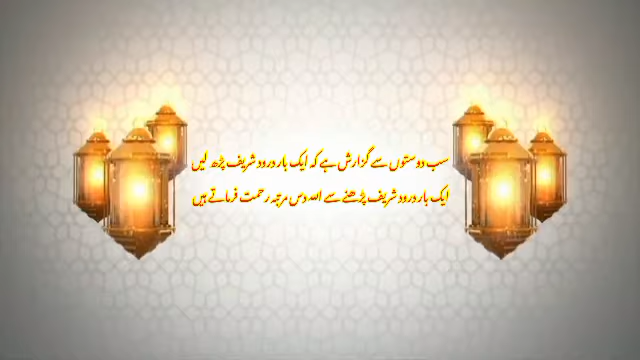 سب دوستوں سے گزارش ہے کہ ایک بار درود شریف پڑھ لیں
ایک بار درود شریف پڑھنے سے اللہ دس مرتبہ رحمت فرماتے ہیں